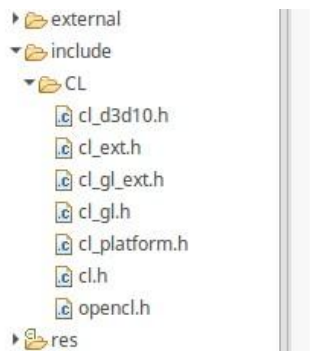 external
include
CL
cl_d3d10.h
cl_ext.h
cl_gl_ext.h
cl_gl.h
cl_platform.h
cl.h
opencl.h
res